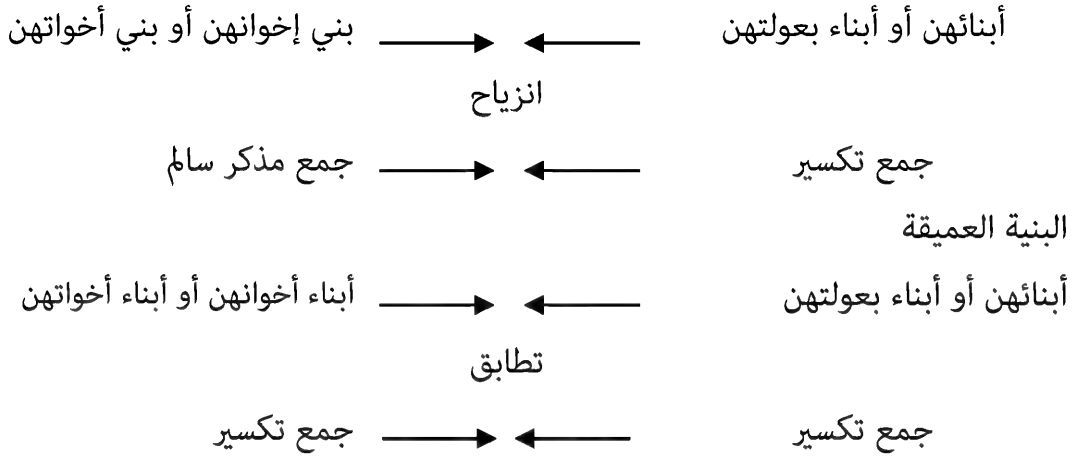 أبنائهن أو أبناء بعولتهن بني إخوانهن أو بني أخواتهن
انزياح
جمع تكسير جمع مذكر سالم
البنية العميقة
أبنائهن أو أبناء بعولتهن أبناء أخوانهن أو أبناء أخواتهن
تطابق
جمع تكسير جمع تكسير